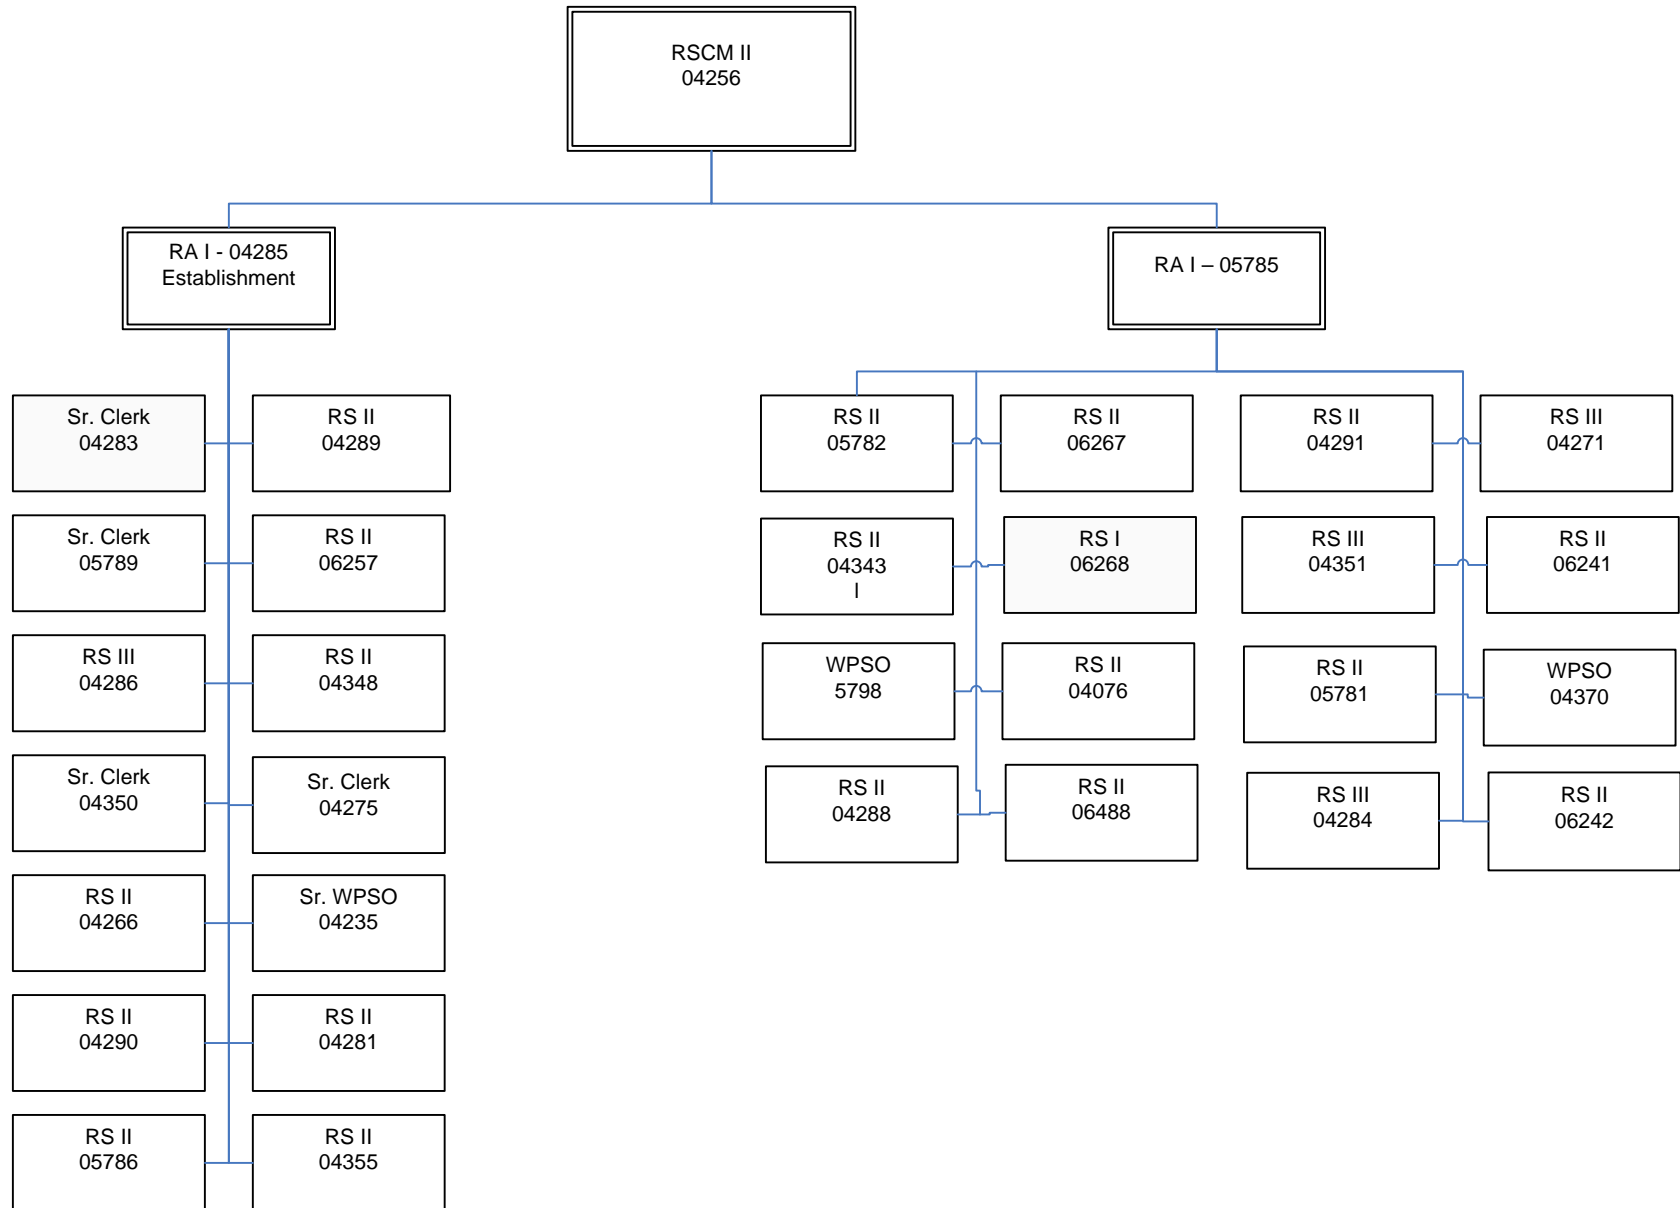 RSCM II
04256
RA I - 04285
Establishment
RA I – 05785
Sr. Clerk
04283
RS II
04289
Sr. Clerk
05789
RS II
06257
RS III
04286
RS II
04348
Sr. Clerk
04350
Sr. Clerk
04275
RS II
04266
Sr. WPSO
04235
RS II
04290
RS II
04281
RS II
05786
RS II
04355
RS II
05782
RS II
06267
RS II
04343
I
RS I
06268
WPSO
5798
RS II
04076
RS II
04288
RS II
06488
RS II
04291
RS III
04271
RS III
04351
RS II
06241
RS II
05781
WPSO
04370
RS III
04284
RS II
06242